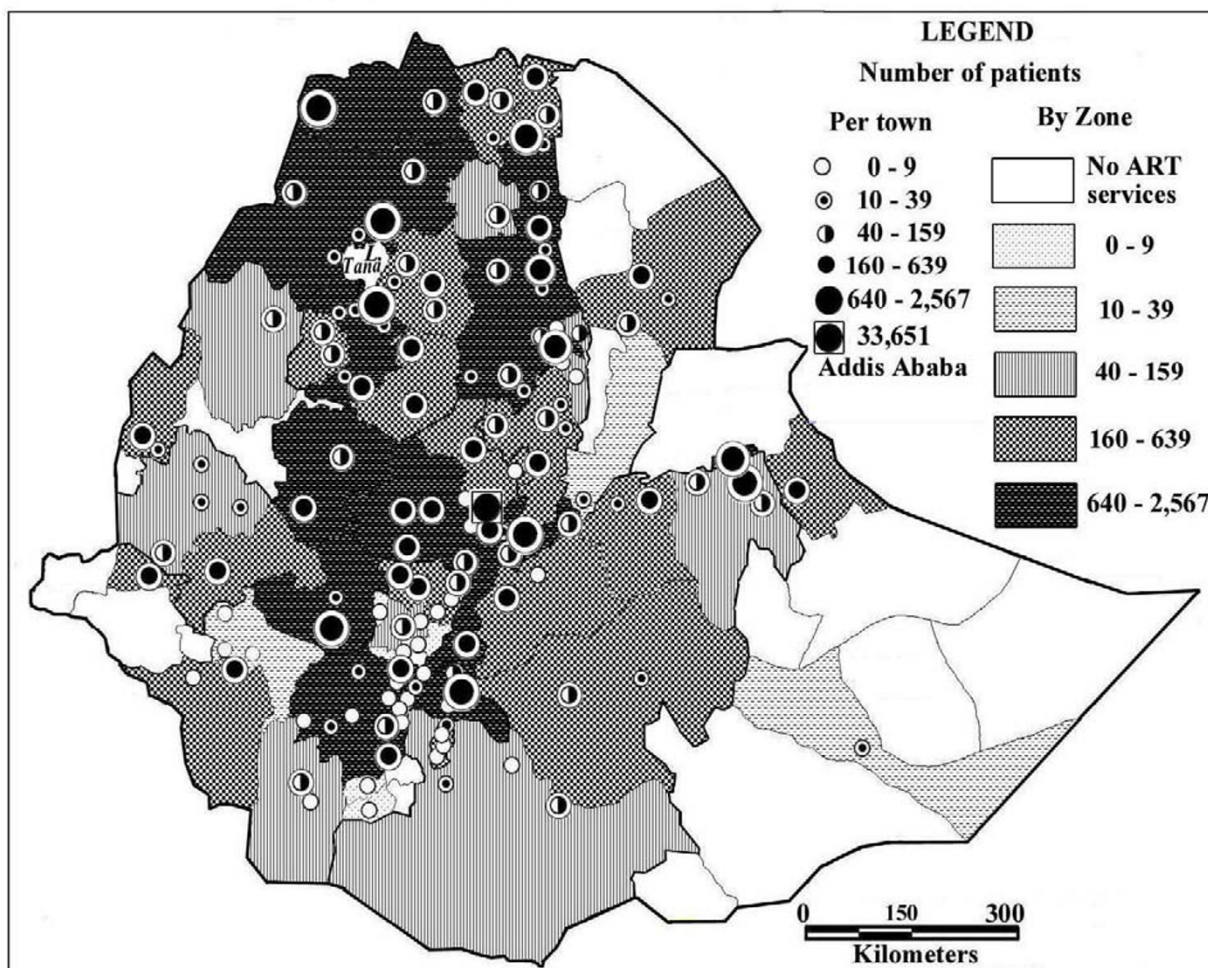 LEGEND
Number of patients
Per town
0 - 9
10 - 39
40 - 159
160 - 639
640 - 2,567
33,651
Addis Ababa
By Zone
No ART
services
0 - 9
10 - 39
40 - 159
160 - 639
640 - 2,567
L.
Tana
0 150 300
Kilometers